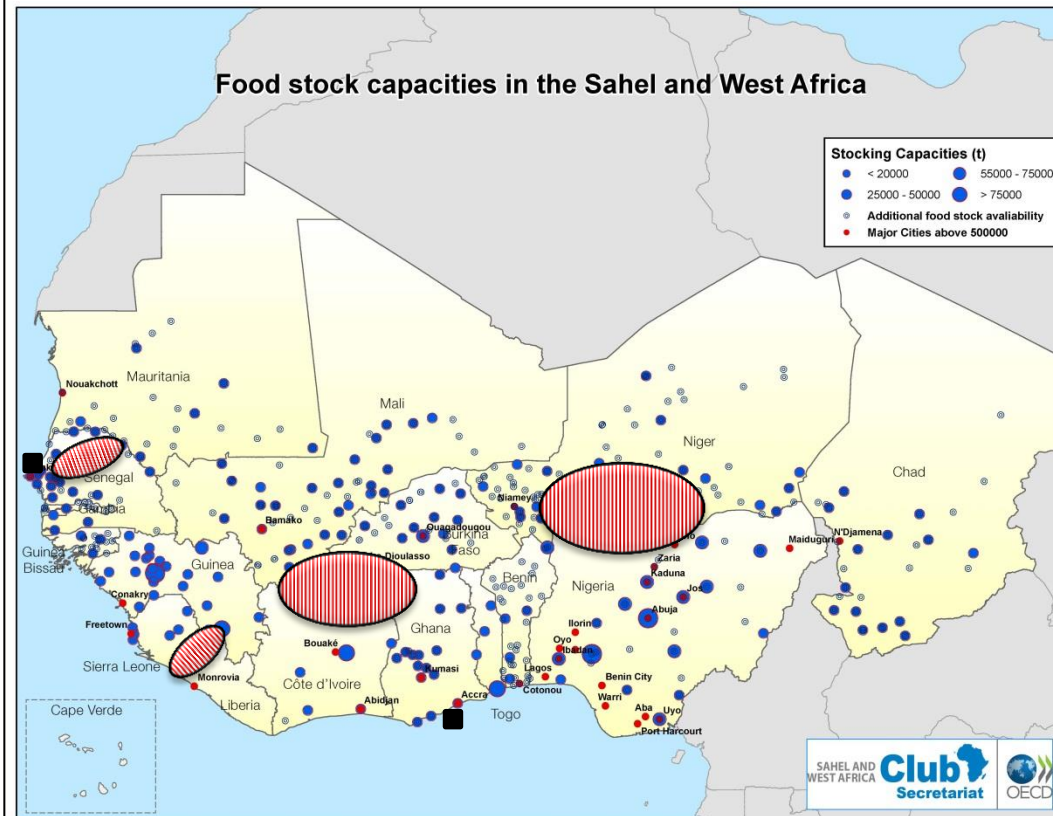 Food stock capacities in the Sahel and West Africa
Stocking Capacities (t)
< 20000
55000 - 75000
25000 - 50000
> 75000
Additional food stock avaliability
Major Cities above 500000
Nouakchott
Mauritania
Mali
Niger
Chad
Senegal
Gambia
Niamey
Bamako
Ouagadougou
Burkina
Faso
N'Djamena
Maiduguri
Guinea
Bissau
Guinea
Dioulasso
Benin
Nigeria
Zaria
Kaduna
Jos
Conakry
Abuja
Ghana
Freetown
Ilorin
Oyo
Ibadan
Bouaké
Sierra Leone
Kumasi
Lagos
Monrovia
Benin City
Côte d'Ivoire
Cotonou
Accra
Liberia
Abidjan
Togo
Warri
Aba
Uyo
Port Harcourt
Cape Verde
SAHEL AND
WEST AFRICA
Club
Secretariat
OECD